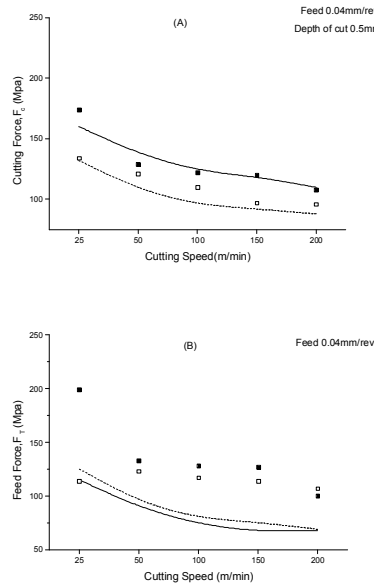 Feed 0.04mm/re
(A)
Depth of cut 0.5m
250
200
150
100
Cutting Force,Fc (Mpa)
25 50 100 150 200
Cutting Speed(m/min)
250
(B)
Feed 0.04mm/rev
200
150
100
50
Feed Force,FT (Mpa)
25 50 100 150 200
Cutting Speed (m/min)